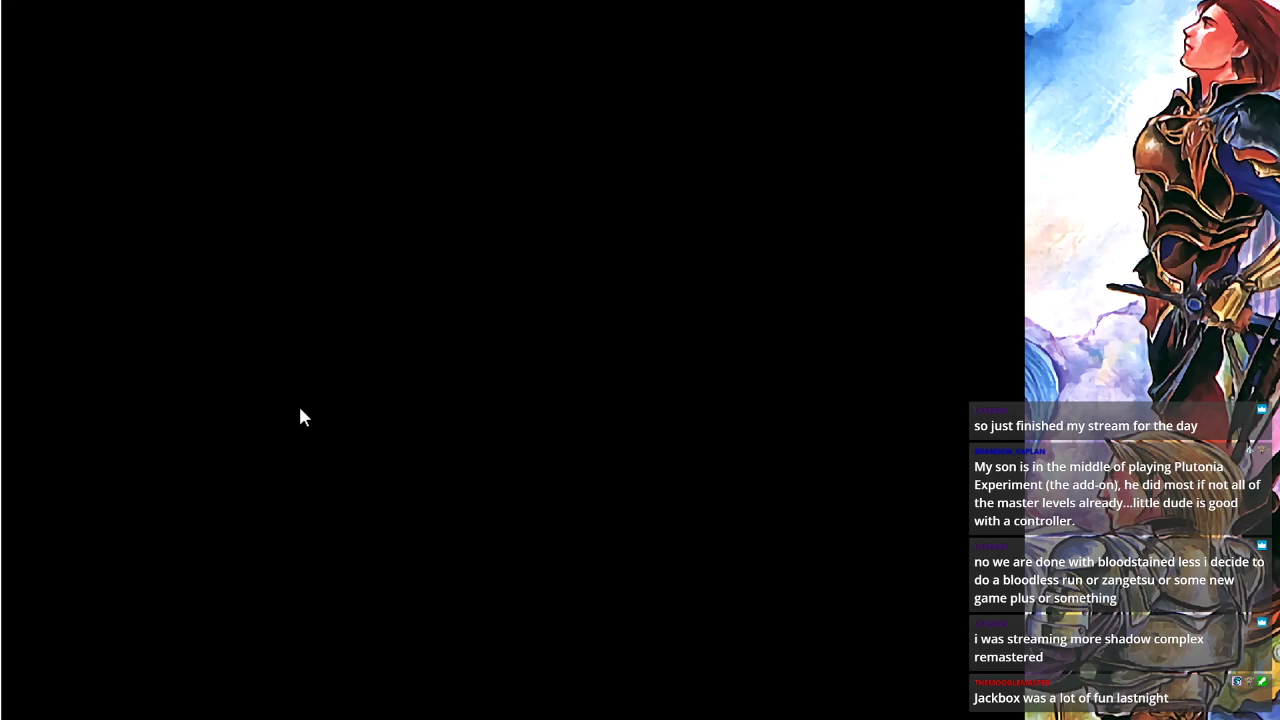 so just finished my stream for the day
My son is in the middle of playing Plutonia
Experiment (the add-on), he did most if not all of
the master levels already...little dude is good
with a controller.
no we are done with bloodstained less i decide to
do a bloodless run or zangetsu or some new
game plus or something
i was streaming more shadow complex
remastered
THEMOOGLEMASTER
Jackbox was a lot of fun lastnight